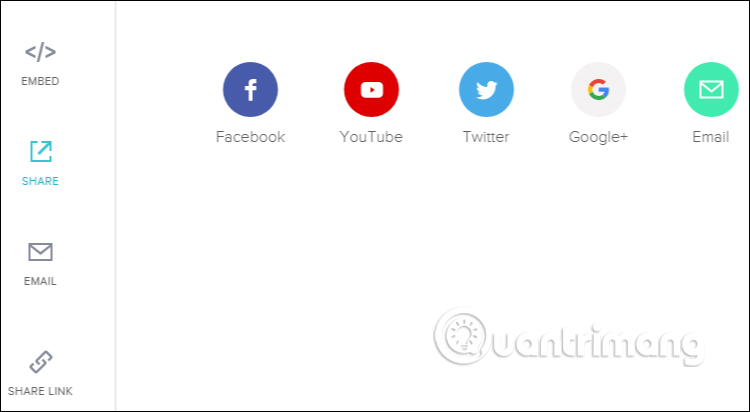 </>
EMBED
SHARE
EMAIL
SHARE LINK
Facebook
YouTube
Twitter
Google+
Email
Quantrimang